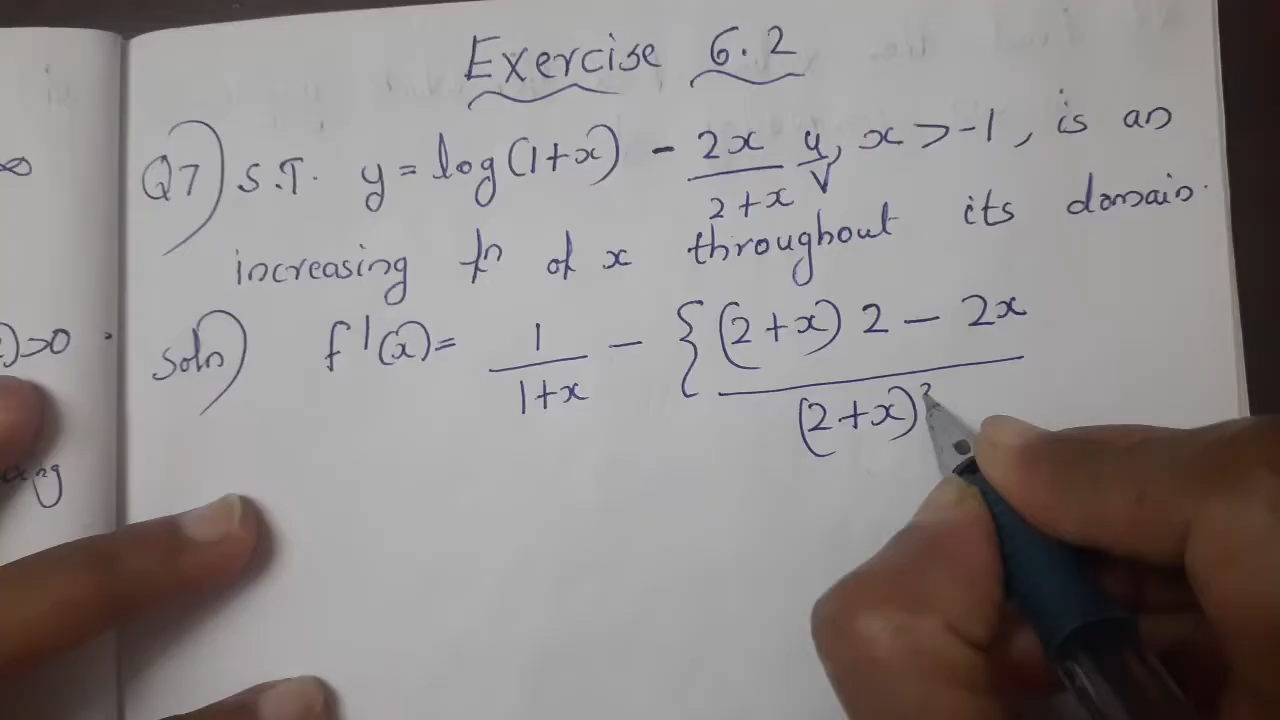 Exercise 6.2
Q7) S.T. y = log(1+x) - 2x/2+x, x > -1, is an
increasing fn of x throughout its domain.
Soln) f'(x) = 1/1+x - { (2+x) 2 - 2x / (2+x)²
) > 0